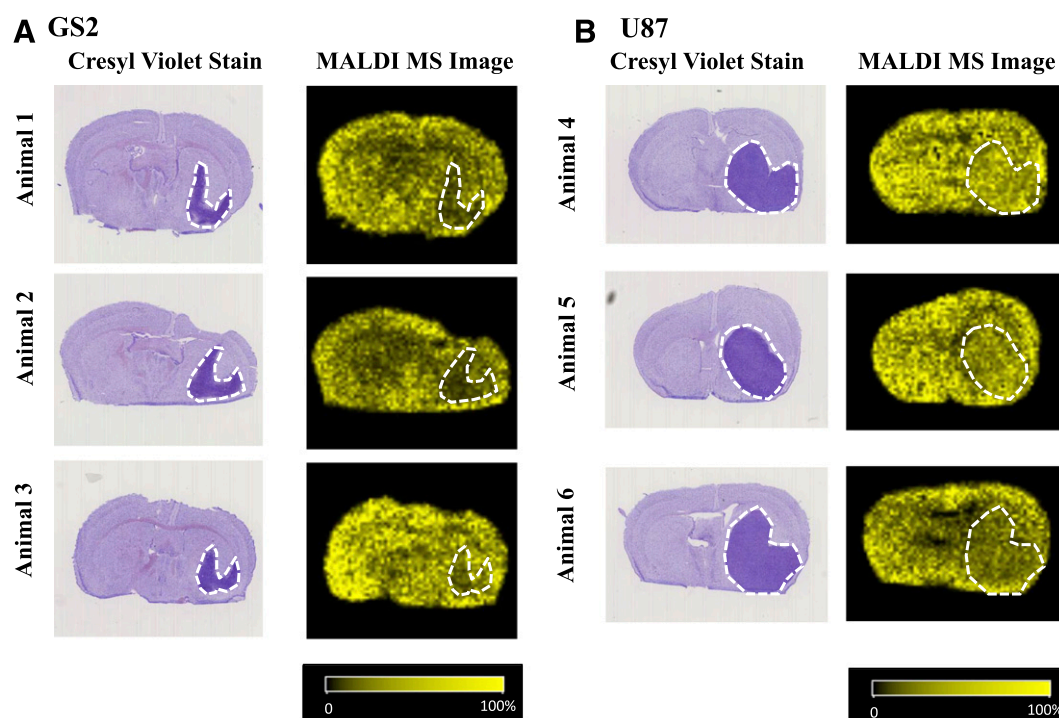 A GS2
Cresyl Violet Stain
MALDI MS Image
Animal 1
Animal 2
Animal 3
0
100%
B U87
Cresyl Violet Stain
MALDI MS Image
Animal 4
Animal 5
Animal 6
0
100%